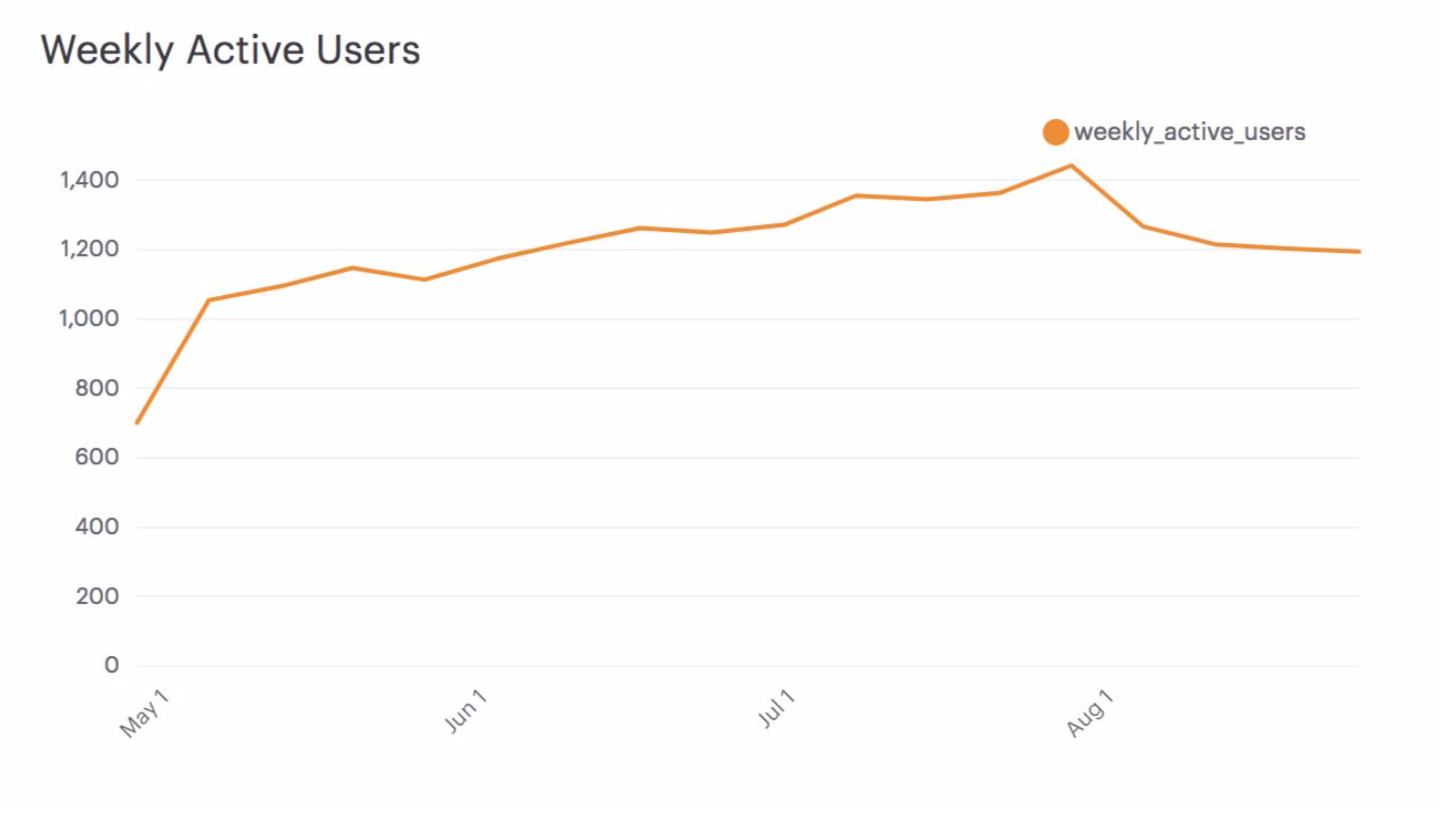 Weekly Active Users
weekly_active_users
1,400
1,200
1,000
800
600
400
200
0
May 1
Jun 1
Jul 1
Aug 1